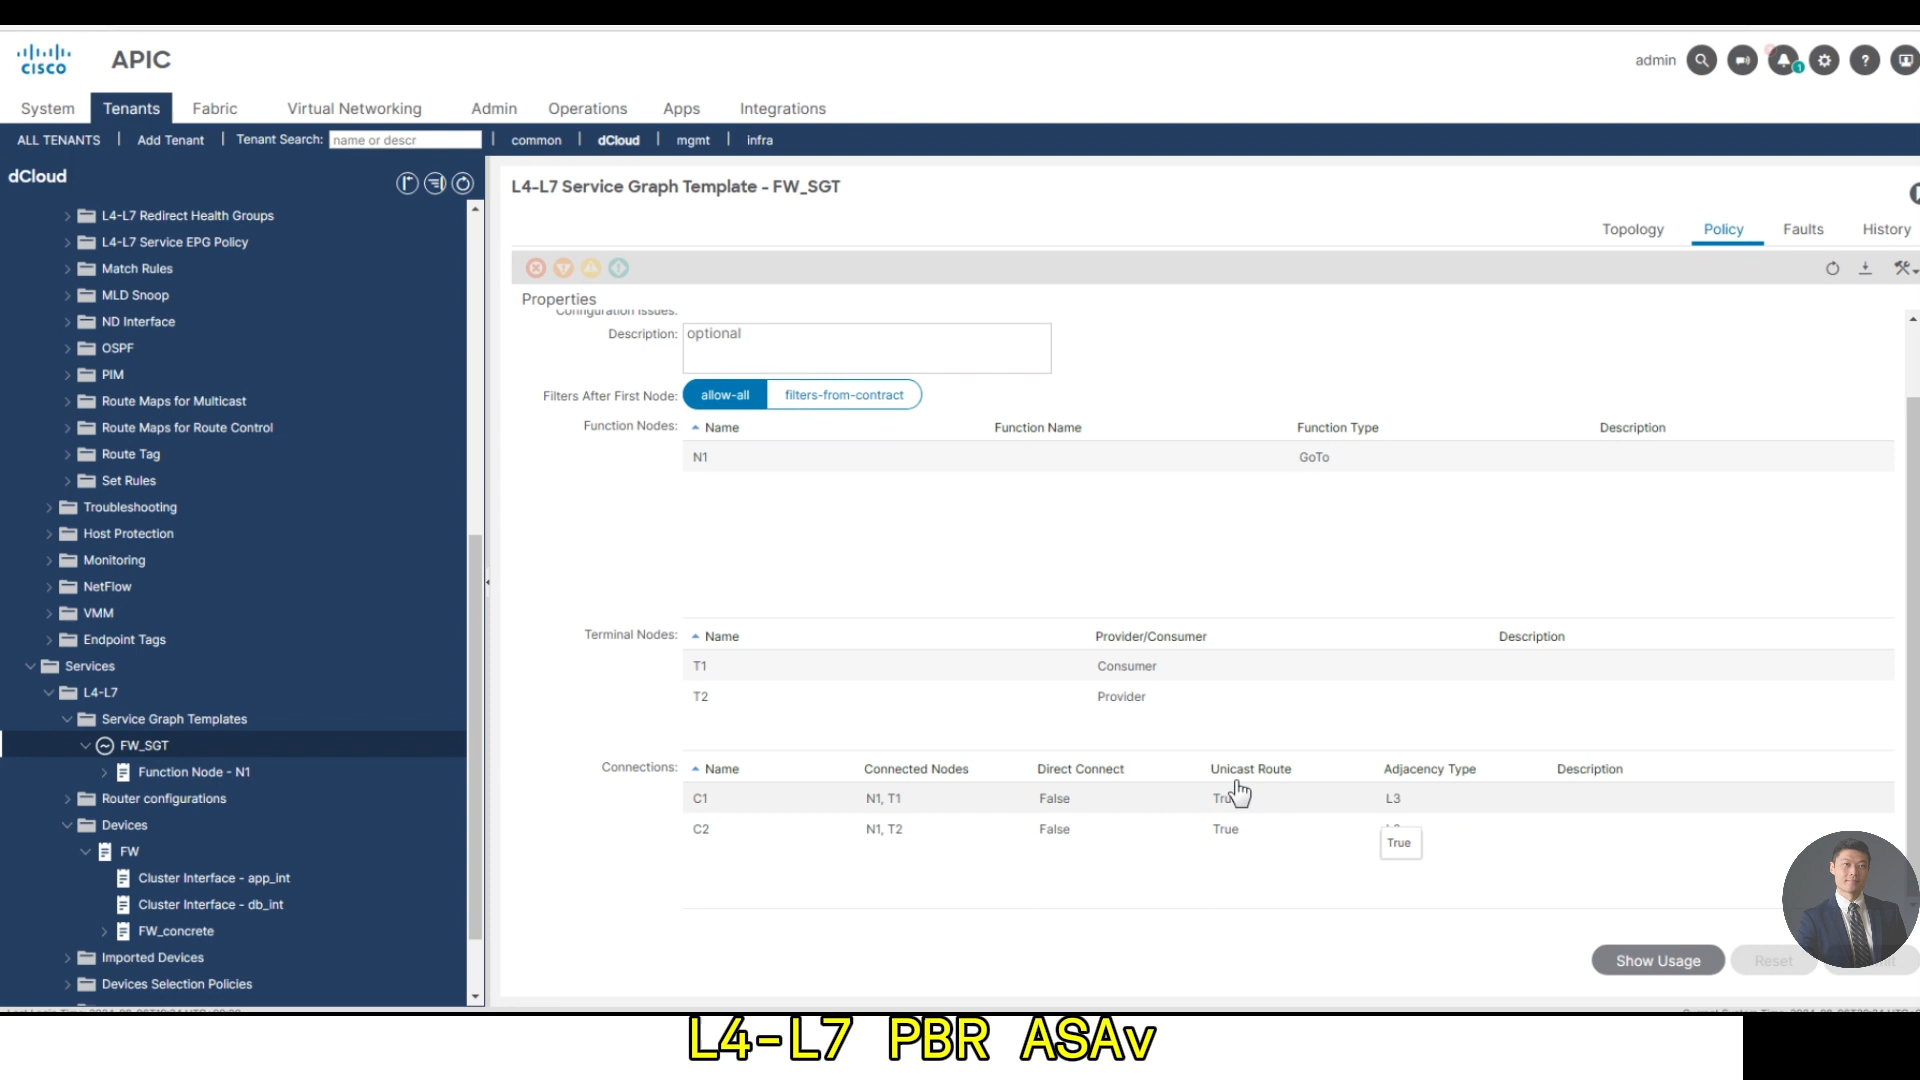 CISCO APIC
admin
1
System Tenants Fabric Virtual Networking Admin Operations Apps Integrations
ALL TENANTS | Add Tenant | Tenant Search: name or descr | common | dCloud | mgmt | infra
dCloud
L4-L7 Redirect Health Groups
L4-L7 Service EPG Policy
Match Rules
MLD Snoop
ND Interface
OSPF
PIM
Route Maps for Multicast
Route Maps for Route Control
Route Tag
Set Rules
Troubleshooting
Host Protection
Monitoring
NetFlow
VMM
Endpoint Tags
Services
L4-L7
Service Graph Templates
FW_SGT
Function Node - N1
Router configurations
Devices
FW
Cluster Interface - app_int
Cluster Interface - db_int
FW_concrete
Imported Devices
Devices Selection Policies
L4-L7 Service Graph Template - FW_SGT
Topology Policy Faults History
Properties
Configuration Issues:
Description: optional
Filters After First Node: allow-all filters-from-contract
Function Nodes: Name Function Name Function Type Description
N1 GoTo
Terminal Nodes: Name Provider/Consumer Description
T1 Consumer
T2 Provider
Connections: Name Connected Nodes Direct Connect Unicast Route Adjacency Type Description
C1 N1, T1 False True L3
C2 N1, T2 False True
True
Show Usage Reset
L4-L7 PBR ASAv